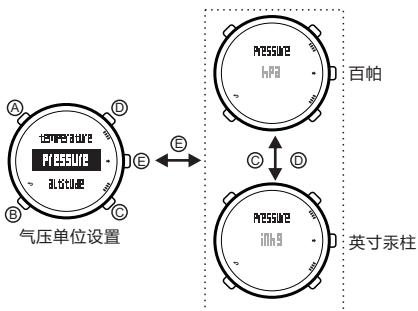 Pressure
hPa
百帕
A
D
temperature
Pressure
altitude
E
E
B
C
气压单位设置
C
D
Pressure
inhg
英寸汞柱